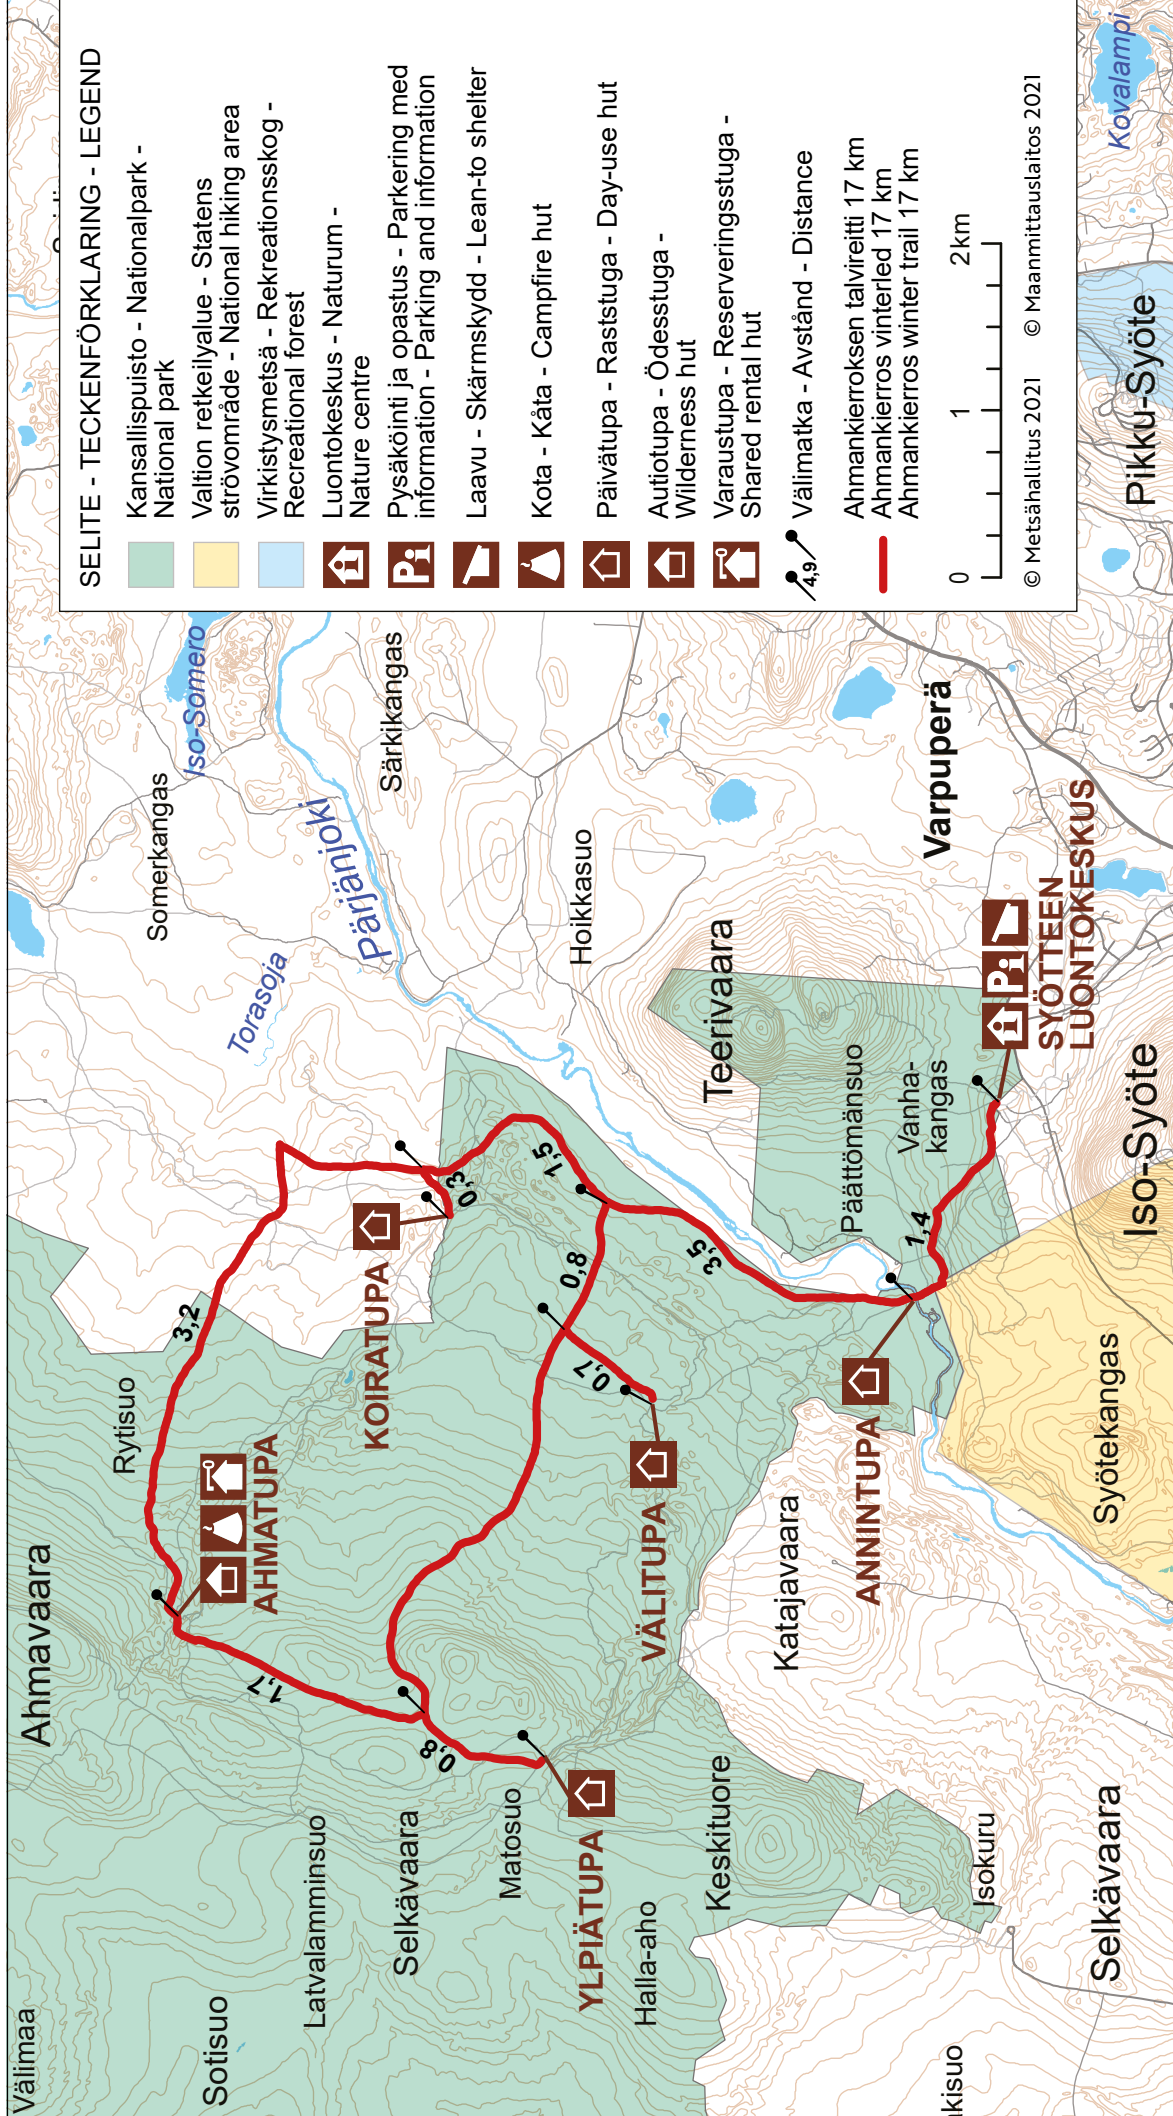 SELITE - TECKENFÖRKLARING - LEGEND
Kansallispuisto - Nationalpark -
National park
Valtion retkeilyalue - Statens
strövområde - National hiking area
Virkistysmetsä - Rekreationsskog -
Recreational forest
Luontokeskus - Naturum -
Nature centre
Pysäköinti ja opastus - Parkering med
information - Parking and information
Laavu - Skärmskydd - Lean-to shelter
Kota - Kåta - Campfire hut
Päivätupa - Raststuga - Day-use hut
Autiotupa - Ödesstuga -
Wilderness hut
Varaustupa - Reserveringsstuga -
Shared rental hut
4,9
Välimatka - Avstånd - Distance
Ahmankierroksen talvireitti 17 km
Ahmankierros vinterled 17 km
Ahmankierros winter trail 17 km
0 1 2km
© Metsähallitus 2021 © Maanmittauslaitos 2021
Välimaa
Ahmavaara
Rytisuo
Somerkangas
Iso-Somero
Sotisuo
AHMATUPA
3,2
Torasoja
Latvalamminsuo
1,7
KOIRATUPA
Pärjänjoki
Särkikangas
Selkävaara
0,8
0,3
Matosuo
1,5
YLPIÄTUPA
0,8
0,7
Hoikkasuo
Halla-aho
VÄLITUPA
3,5
Teerivaara
Keskituore
Katajavaara
Päättömänsuo
ANNINTUPA
1,4
Vanha-
kangas
Varpuperä
Isokuru
SYÖTTEEN
LUONTOKESKUS
Selkävaara
Syötekangas
Iso-Syöte
Pikku-Syöte
Kovalampi
Pi
Pi